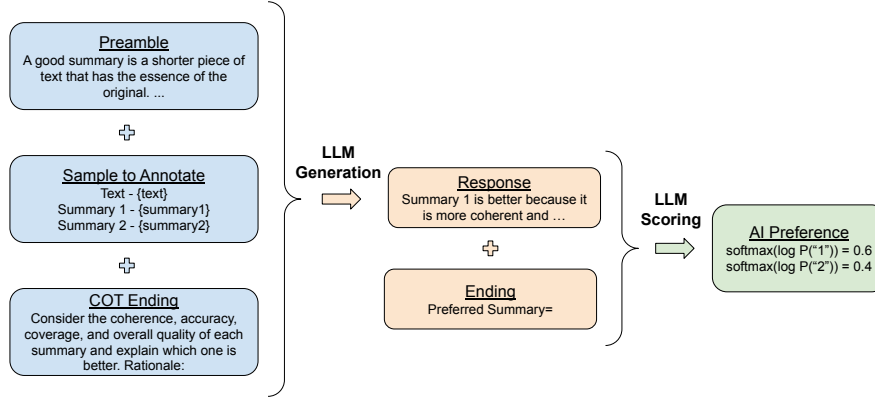 Preamble
A good summary is a shorter piece of
text that has the essence of the
original. ...
Sample to Annotate
Text - {text}
Summary 1 - {summary1}
Summary 2 - {summary2}
COT Ending
Consider the coherence, accuracy,
coverage, and overall quality of each
summary and explain which one is
better. Rationale:
LLM
Generation
Response
Summary 1 is better because it
is more coherent and ...
Ending
Preferred Summary=
LLM
Scoring
AI Preference
softmax(log P("1")) = 0.6
softmax(log P("2")) = 0.4